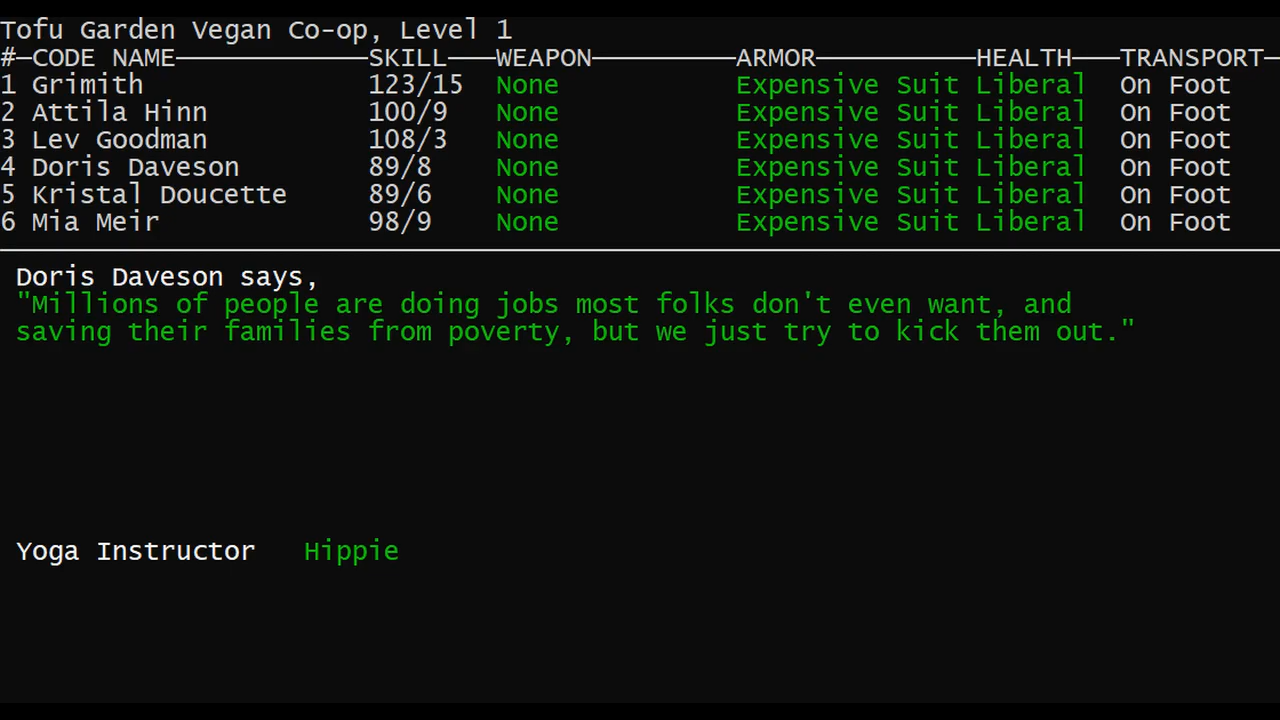 Tofu Garden Vegan Co-op, Level 1
#—CODE NAME————————————SKILL———WEAPON—————————ARMOR——————————HEALTH———TRANSPORT—
1 Grimith 123/15 None Expensive Suit Liberal On Foot
2 Attila Hinn 100/9 None Expensive Suit Liberal On Foot
3 Lev Goodman 108/3 None Expensive Suit Liberal On Foot
4 Doris Daveson 89/8 None Expensive Suit Liberal On Foot
5 Kristal Doucette 89/6 None Expensive Suit Liberal On Foot
6 Mia Meir 98/9 None Expensive Suit Liberal On Foot
Doris Daveson says,
"Millions of people are doing jobs most folks don't even want, and
saving their families from poverty, but we just try to kick them out."
Yoga Instructor Hippie